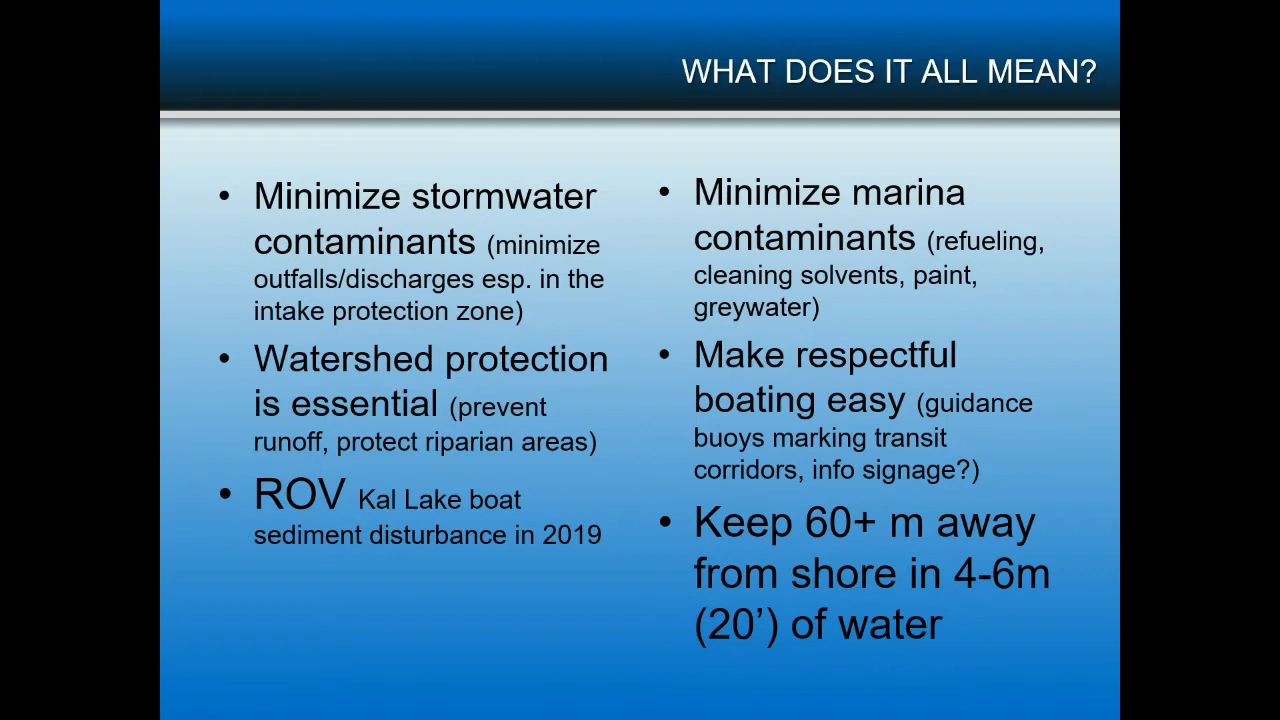 WHAT DOES IT ALL MEAN?
• Minimize stormwater
contaminants (minimize
outfalls/discharges esp. in the
intake protection zone)
• Watershed protection
is essential (prevent
runoff, protect riparian areas)
• ROV Kal Lake boat
sediment disturbance in 2019
• Minimize marina
contaminants (refueling,
cleaning solvents, paint,
greywater)
• Make respectful
boating easy (guidance
buoys marking transit
corridors, info signage?)
• Keep 60+ m away
from shore in 4-6m
(20’) of water